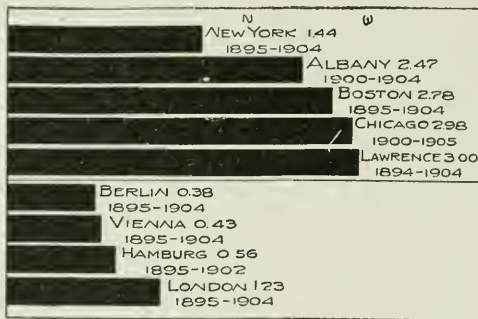 N ω
NEW YORK 1.44
1895-1904
ALBANY 2.47
1900-1904
BOSTON 2.78
1895-1904
CHICAGO 2.98
1900-1905
LAWRENCE 3.00
1894-1904
BERLIN 0.38
1895-1904
VIENNA 0.43
1895-1904
HAMBURG 0 56
1895-1902
LONDON 1 23
1895-1904